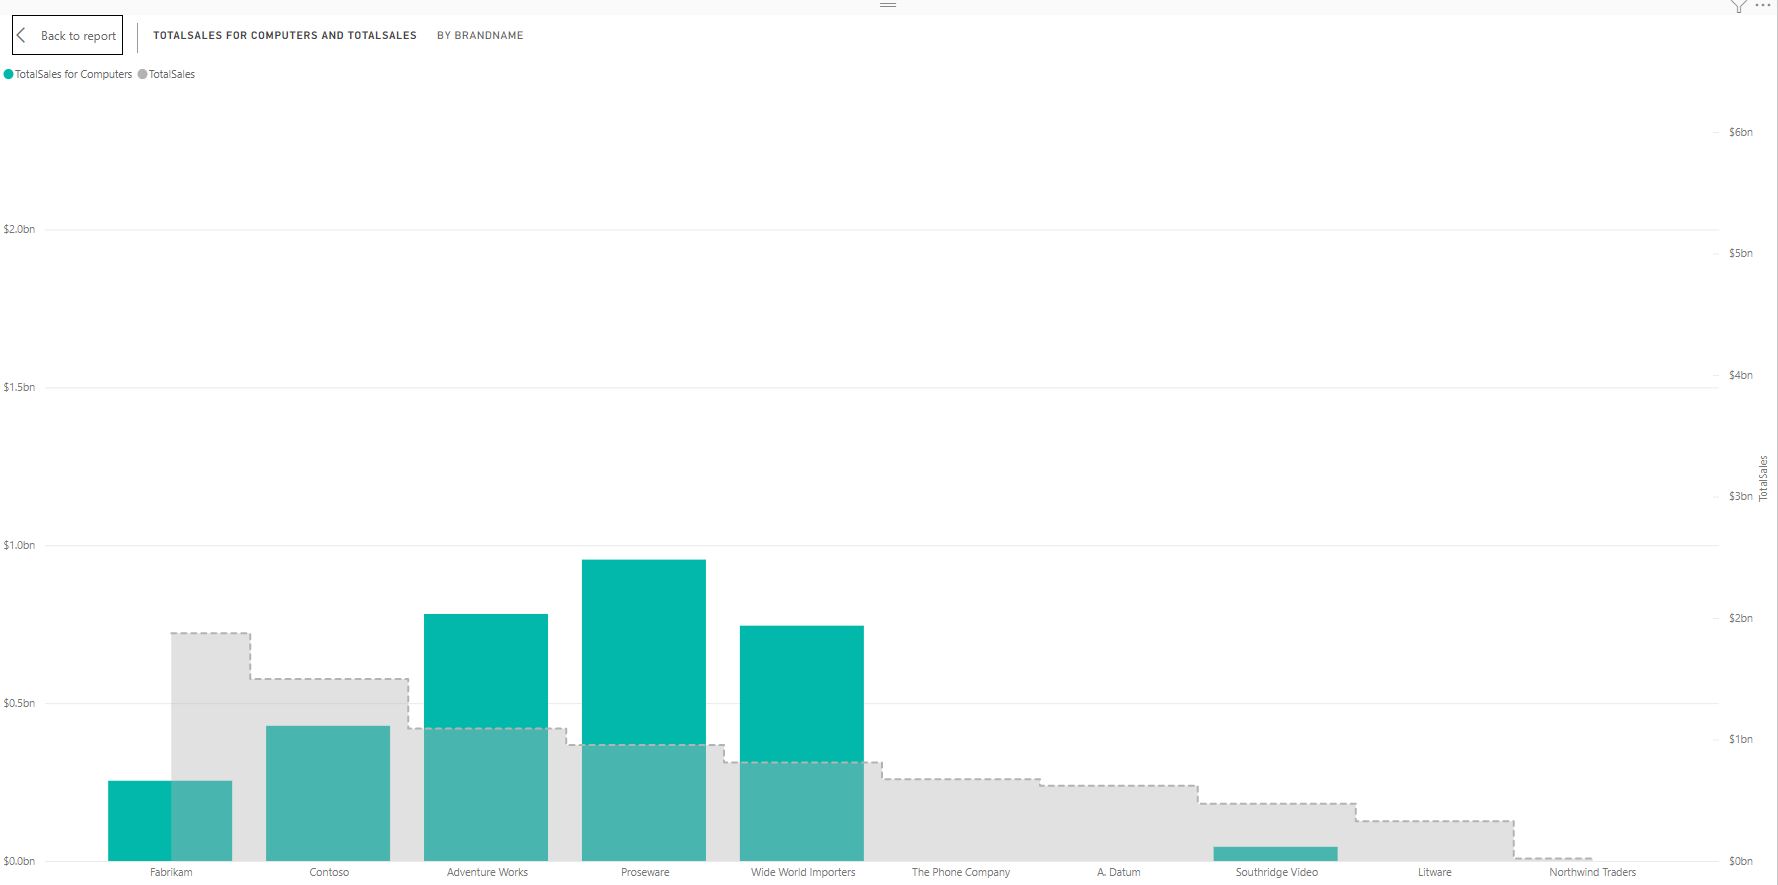 Back to report
TOTALSALES FOR COMPUTERS AND TOTALSALES BY BRANDNAME
TotalSales for Computers TotalSales
$6bn
$2.0bn
$5bn
$1.5bn
$4bn
$3bn
TotalSales
$1.0bn
$2bn
$0.5bn
$1bn
$0.0bn
$0bn
Fabrikam Contoso Adventure Works Proseware Wide World Importers The Phone Company A. Datum Southridge Video Litware Northwind Traders